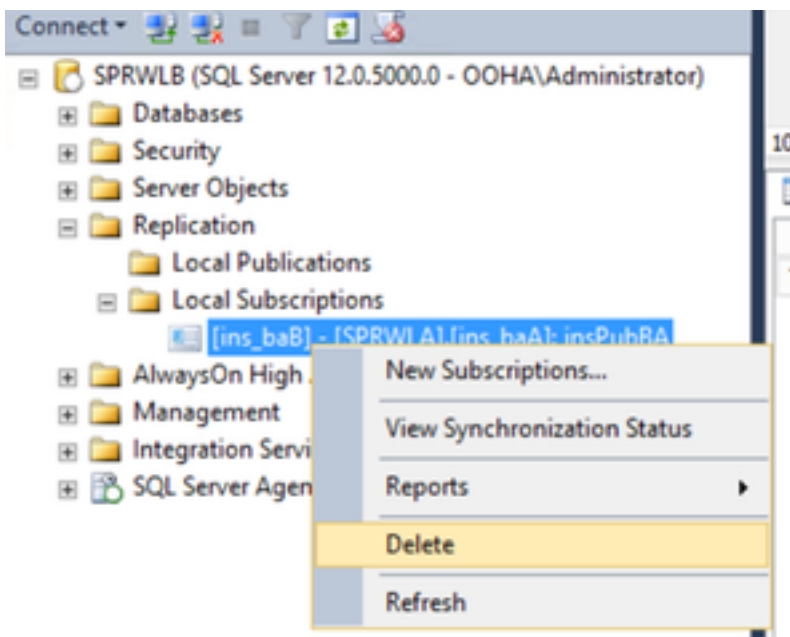 Connect
SPRWLB (SQL Server 12.0.5000.0 - OOHA\Administrator)
Databases
Security
Server Objects
Replication
Local Publications
Local Subscriptions
[ins_baB] - [SPRWLA].[ins_baA]: insPubBA
New Subscriptions...
AlwaysOn High
View Synchronization Status
Management
Integration Servi
Reports
SQL Server Agen
Delete
Refresh
10